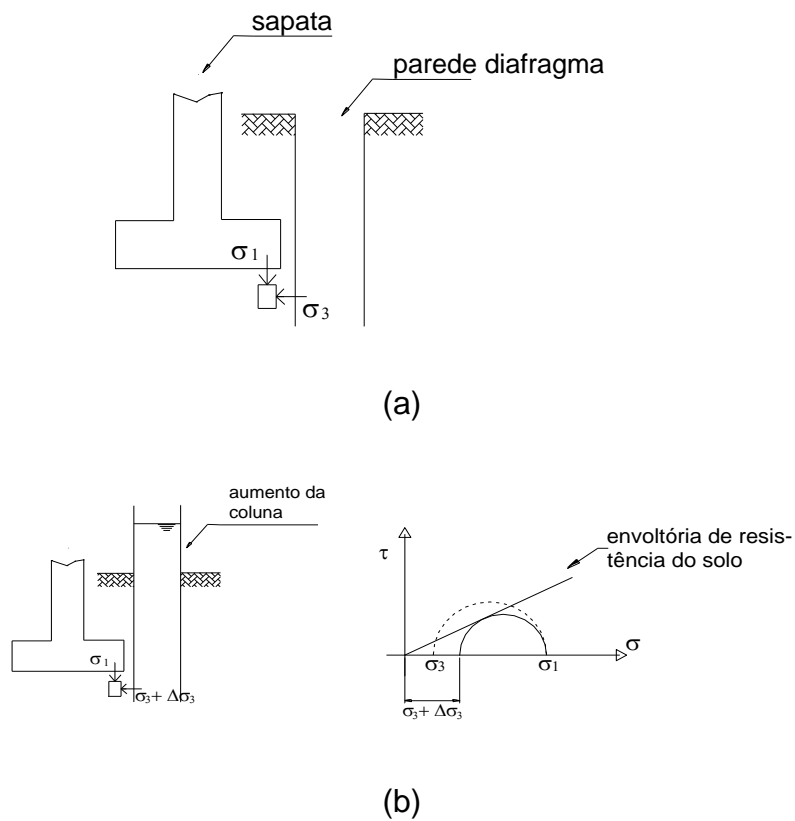 sapata
parede diafragma
σ1
σ3
(a)
aumento da
coluna
σ1
σ3+ Δσ3
τ
envoltória de resis-
tência do solo
σ
σ3
σ1
σ3+ Δσ3
(b)